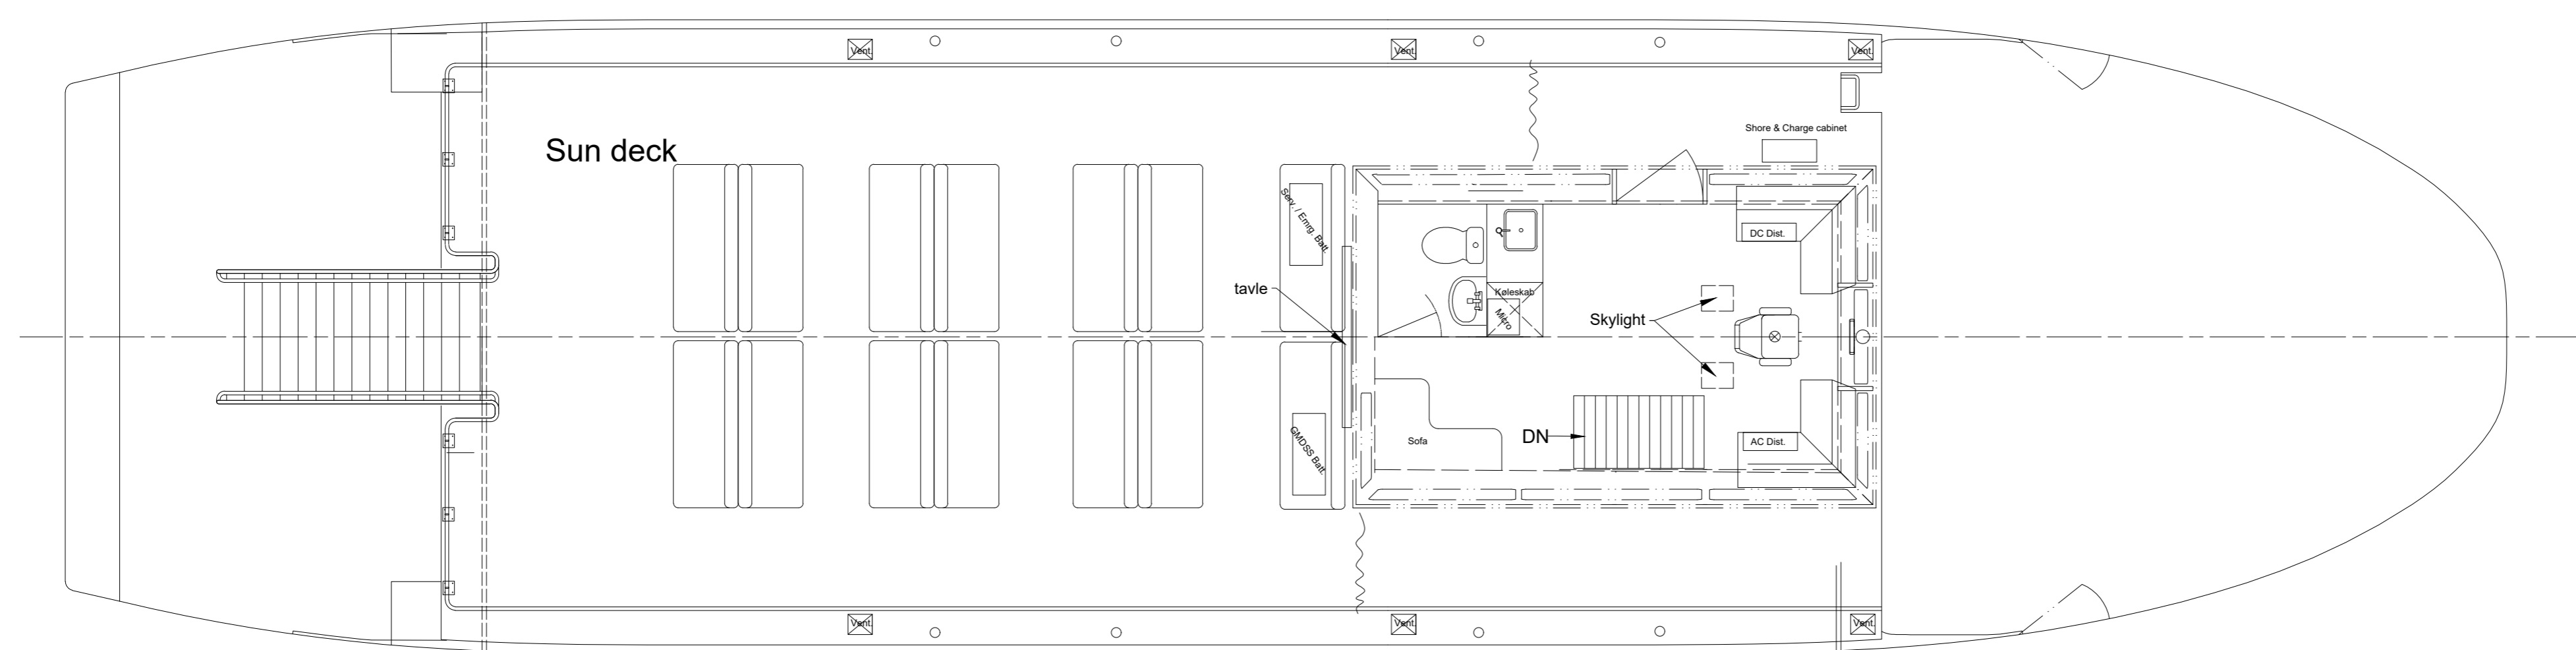 Vent.
Vent.
Vent.
Shore & Charge cabinet
Sun deck
Serv. / Emrg. Batt.
DC Dist.
tavle
Køleskab
Micro
Skylight
DN
Sofa
AC Dist.
GMDSS Batt.
Vent.
Vent.
Vent.